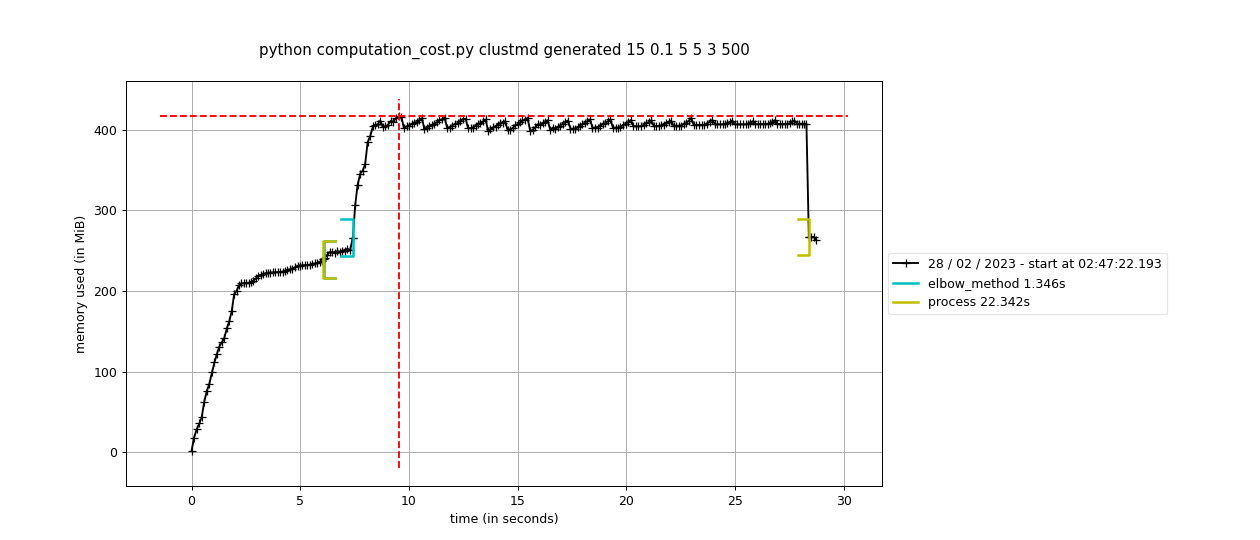 python computation_cost.py clustmd generated 15 0.1 5 5 3 500
400
300
200
100
0
memory used (in MiB)
0 5 10 15 20 25 30
time (in seconds)
28 / 02 / 2023 - start at 02:47:22.193
elbow_method 1.346s
process 22.342s